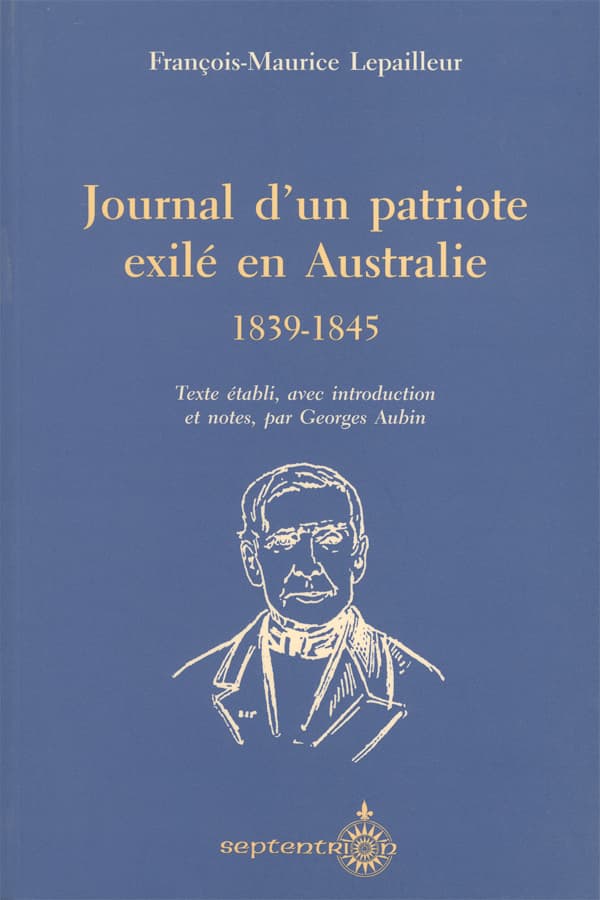 François-Maurice Lepailleur
Journal d'un patriote
exilé en Australie
1839-1845
Texte établi, avec introduction
et notes, par Georges Aubin
septentrion